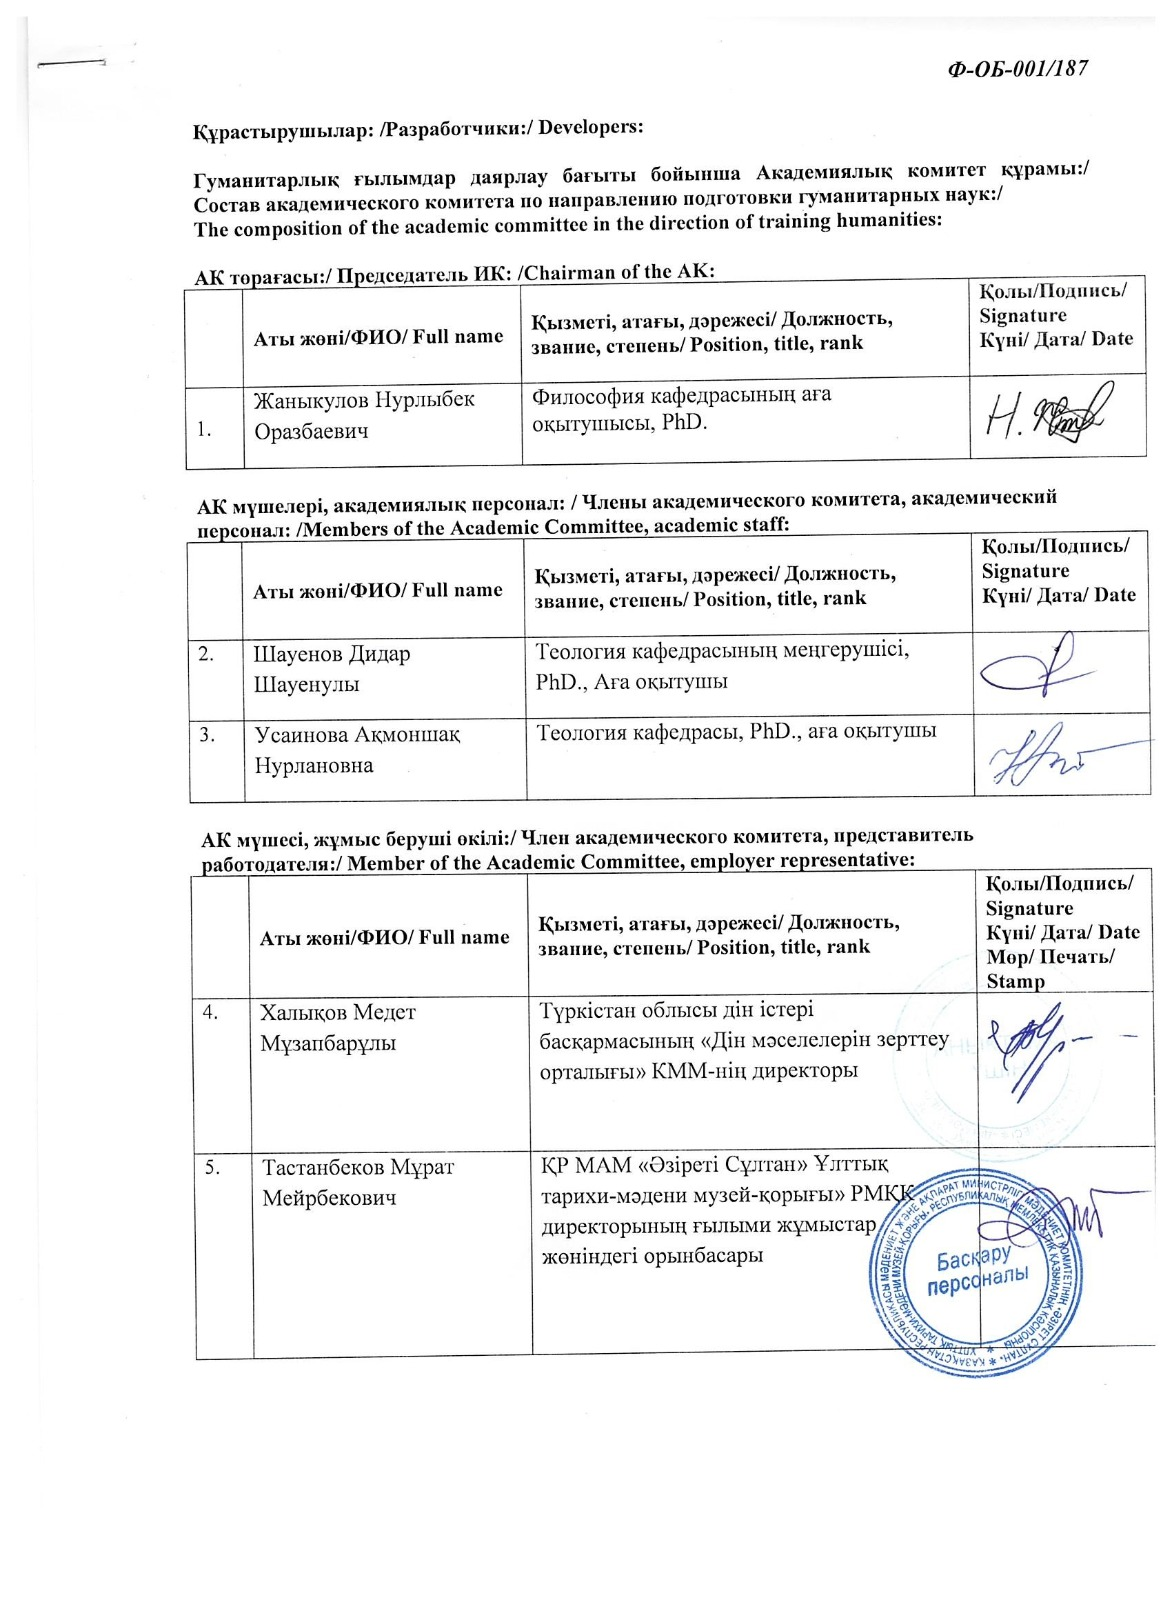 Ф-ОБ-001/187
Құрастырушылар: /Разработчики:/ Developers:
Гуманитарлық ғылымдар даярлау бағыты бойынша Академиялық комитет құрамы:/
Состав академического комитета по направлению подготовки гуманитарных наук:/
The composition of the academic committee in the direction of training humanities:
АК торағасы:/ Председатель ИК: /Chairman of the AK:
Аты жөні/ФИО/ Full name
Қызметі, атағы, дәрежесі/ Должность,
звание, степень/ Position, title, rank
Қолы/Подпись/
Signature
Күні/ Дата/ Date
1.
Жаныкулов Нурлыбек
Оразбаевич
Философия кафедрасының аға
оқытушысы, PhD.
АК мүшелері, академиялық персонал: / Члены академического комитета, академический
персонал: /Members of the Academic Committee, academic staff:
Аты жөні/ФИО/ Full name
Қызметі, атағы, дәрежесі/ Должность,
звание, степень/ Position, title, rank
Қолы/Подпись/
Signature
Күні/ Дата/ Date
2.
Шауенов Дидар
Шауенулы
Теология кафедрасының меңгерушісі,
PhD., Аға оқытушы
3.
Усаинова Ақмоншақ
Нурлановна
Теология кафедрасы, PhD., аға оқытушы
АК мүшесі, жұмыс беруші өкілі:/ Член академического комитета, представитель
работодателя:/ Member of the Academic Committee, employer representative:
Аты жөні/ФИО/ Full name
Қызметі, атағы, дәрежесі/ Должность,
звание, степень/ Position, title, rank
Қолы/Подпись/
Signature
Күні/ Дата/ Date
Мөр/ Печать/
Stamp
4.
Халықов Медет
Мұзапбарұлы
Түркістан облысы дін істері
басқармасының «Дін мәселелерін зерттеу
орталығы» КММ-нің директоры
5.
Тастанбеков Мұрат
Мейрбекович
ҚР МАМ «Әзіреті Сұлтан» Ұлттық
тарихи-мәдени музей-қорығы» РМҚК
директорының ғылыми жұмыстар
жөніндегі орынбасары
Басқару
персоналы